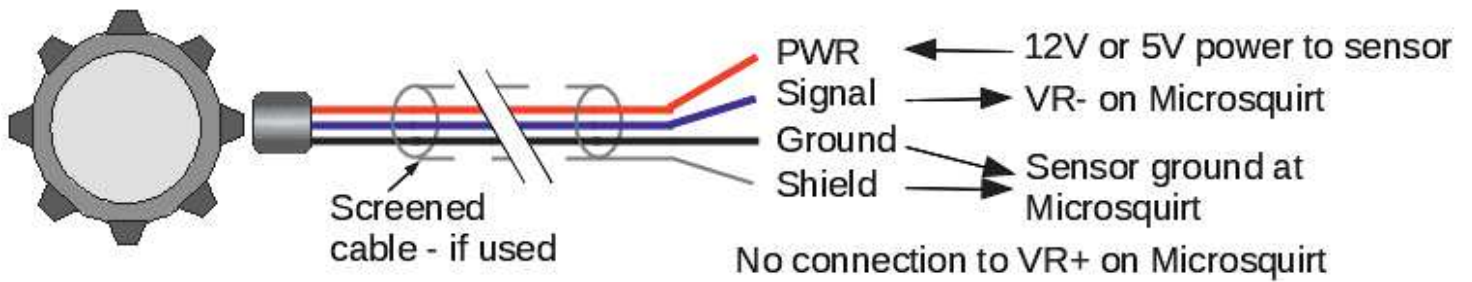 PWR
12V or 5V power to sensor
Signal
VR- on Microsquirt
Ground
Shield
Sensor ground at
Microsquirt
Screened
cable - if used
No connection to VR+ on Microsquirt